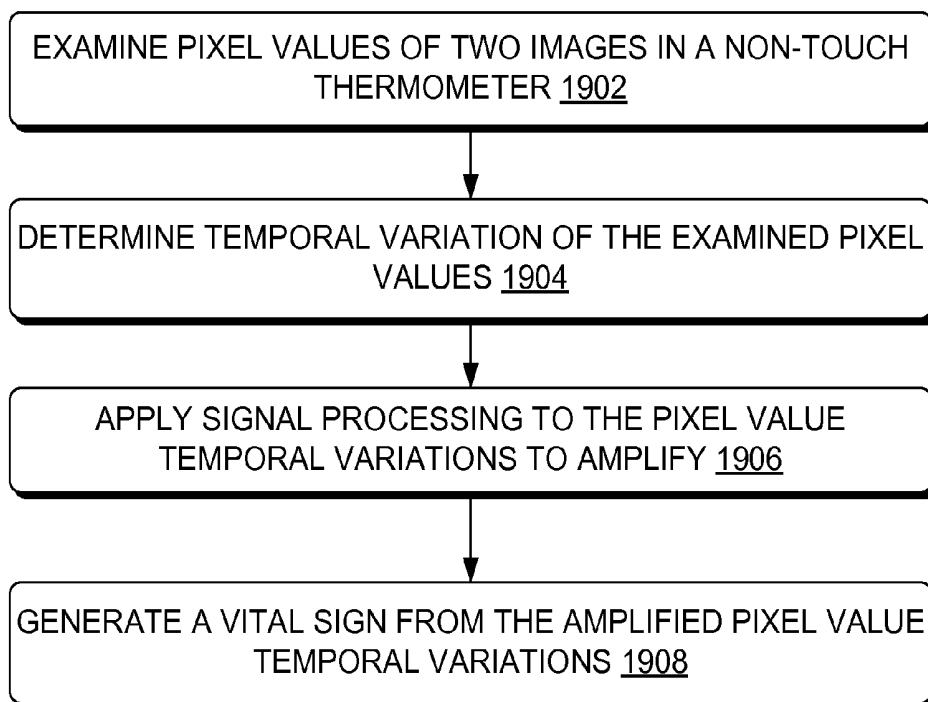 EXAMINE PIXEL VALUES OF TWO IMAGES IN A NON-TOUCH
THERMOMETER 1902
DETERMINE TEMPORAL VARIATION OF THE EXAMINED PIXEL
VALUES 1904
APPLY SIGNAL PROCESSING TO THE PIXEL VALUE
TEMPORAL VARIATIONS TO AMPLIFY 1906
GENERATE A VITAL SIGN FROM THE AMPLIFIED PIXEL VALUE
TEMPORAL VARIATIONS 1908